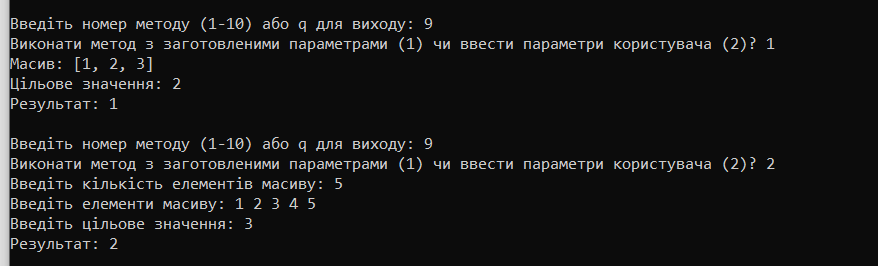 Введіть номер методу (1-10) або q для виходу: 9
Виконати метод з заготовленими параметрами (1) чи ввести параметри користувача (2)? 1
Масив: [1, 2, 3]
Цільове значення: 2
Результат: 1
Введіть номер методу (1-10) або q для виходу: 9
Виконати метод з заготовленими параметрами (1) чи ввести параметри користувача (2)? 2
Введіть кількість елементів масиву: 5
Введіть елементи масиву: 1 2 3 4 5
Введіть цільове значення: 3
Результат: 2